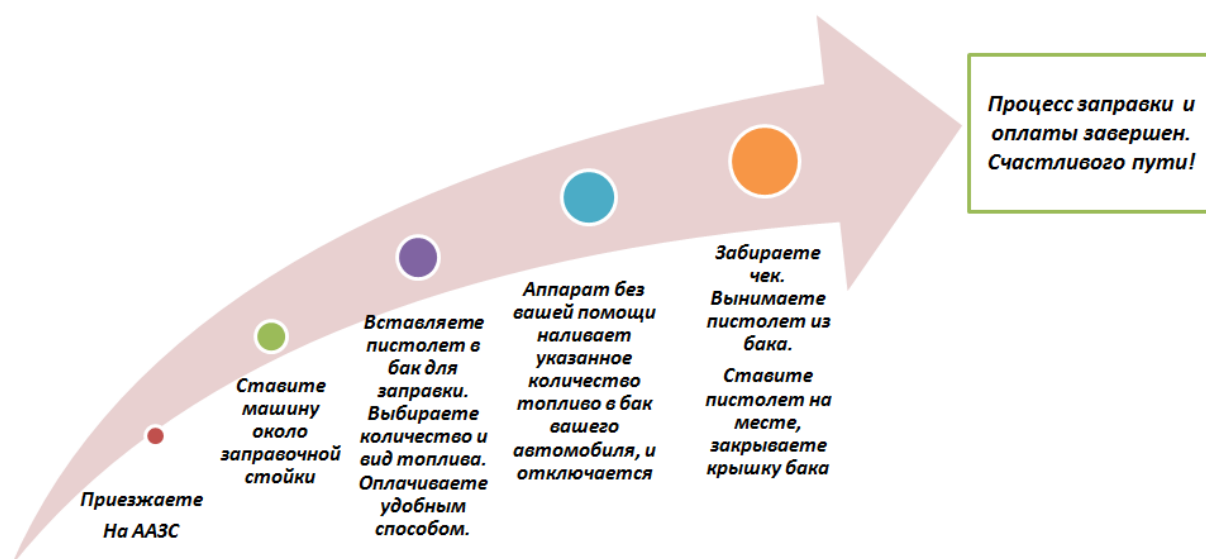 Приезжаете
На ААЗС
Ставите
машину
около
заправочной
стойки
Вставляете
пистолет в
бак для
заправки.
Выбираете
количество и
вид топлива.
Оплачиваете
удобным
способом.
Аппарат без
вашей помощи
наливает
указанное
количество
топливо в бак
вашего
автомобиля, и
отключается
Забираете
чек.
Вынимаете
пистолет из
бака.
Ставите
пистолет на
месте,
закрываете
крышку бака
Процесс заправки и
оплаты завершен.
Счастливого пути!